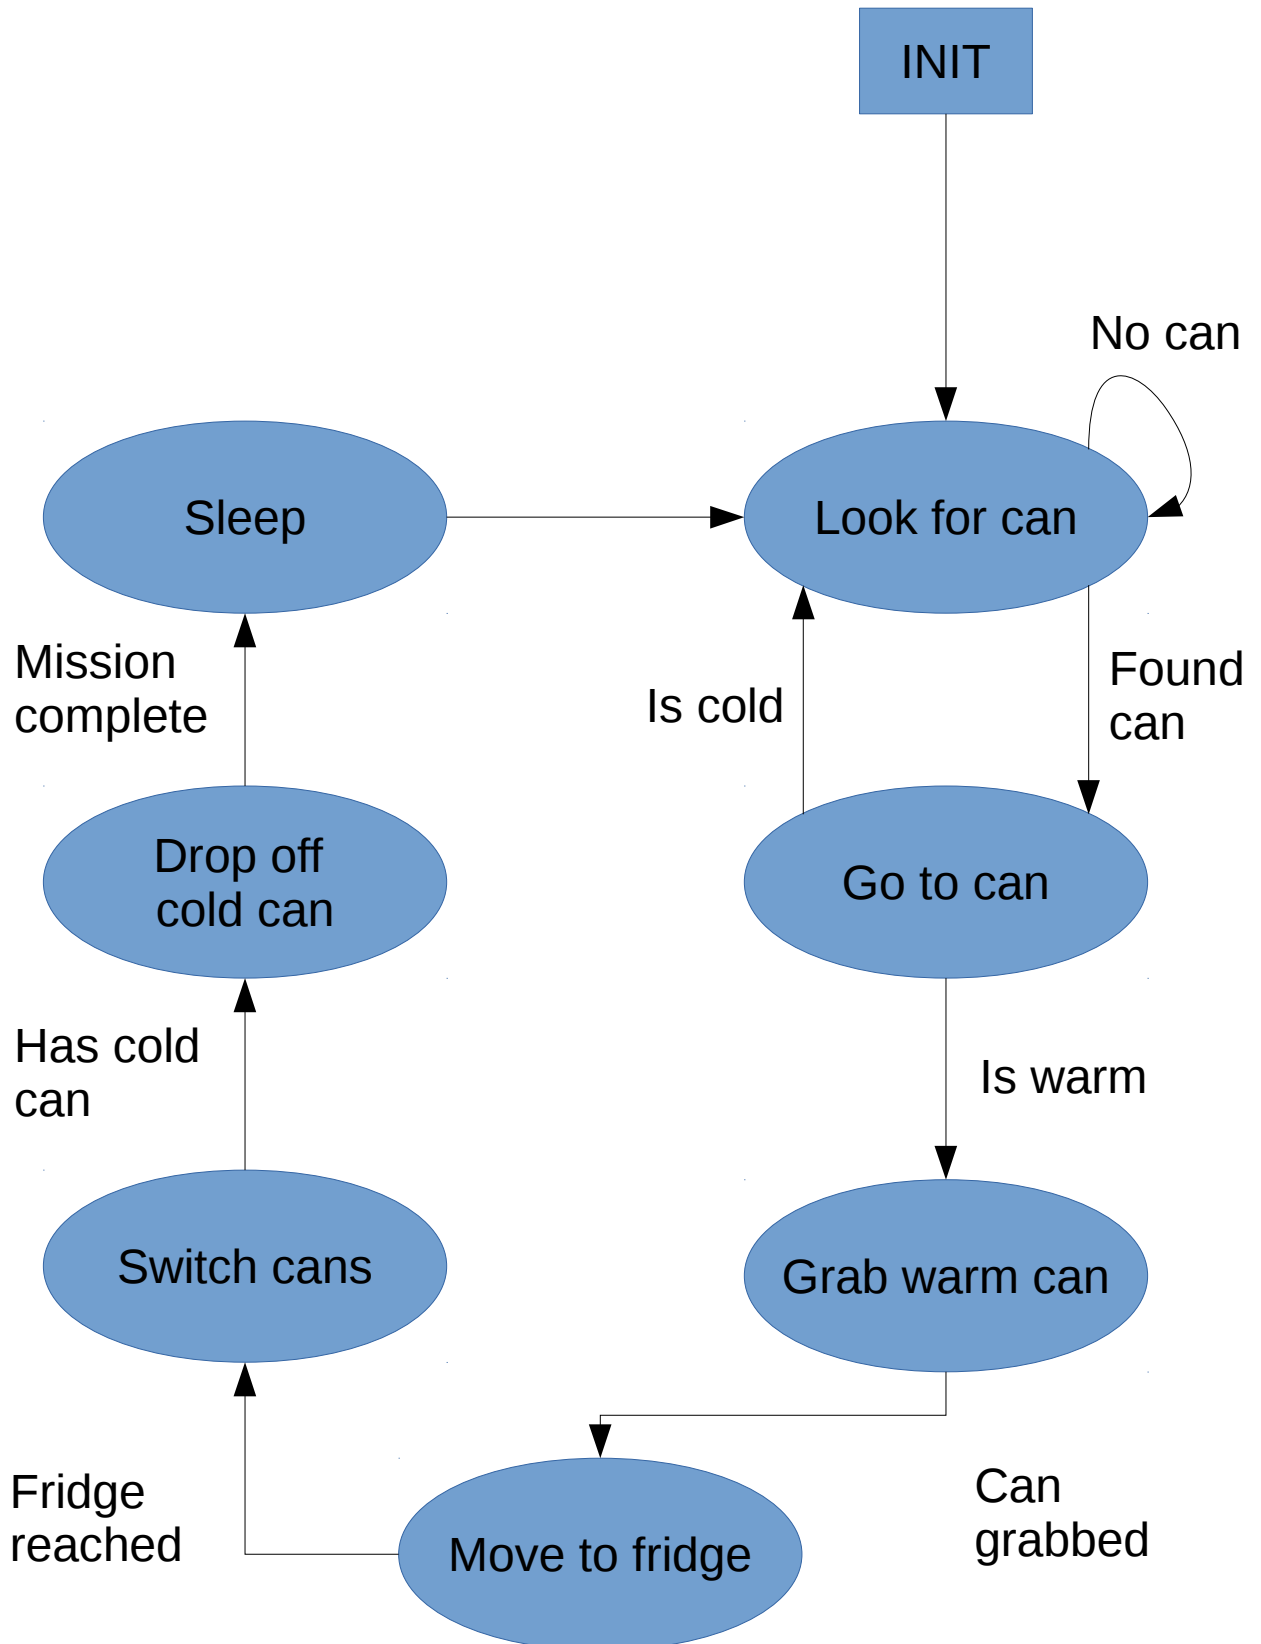 INIT
No can
Sleep
Look for can
Mission
complete
Is cold
Found
can
Drop off
cold can
Go to can
Has cold
can
Is warm
Switch cans
Grab warm can
Fridge
reached
Can
grabbed
Move to fridge